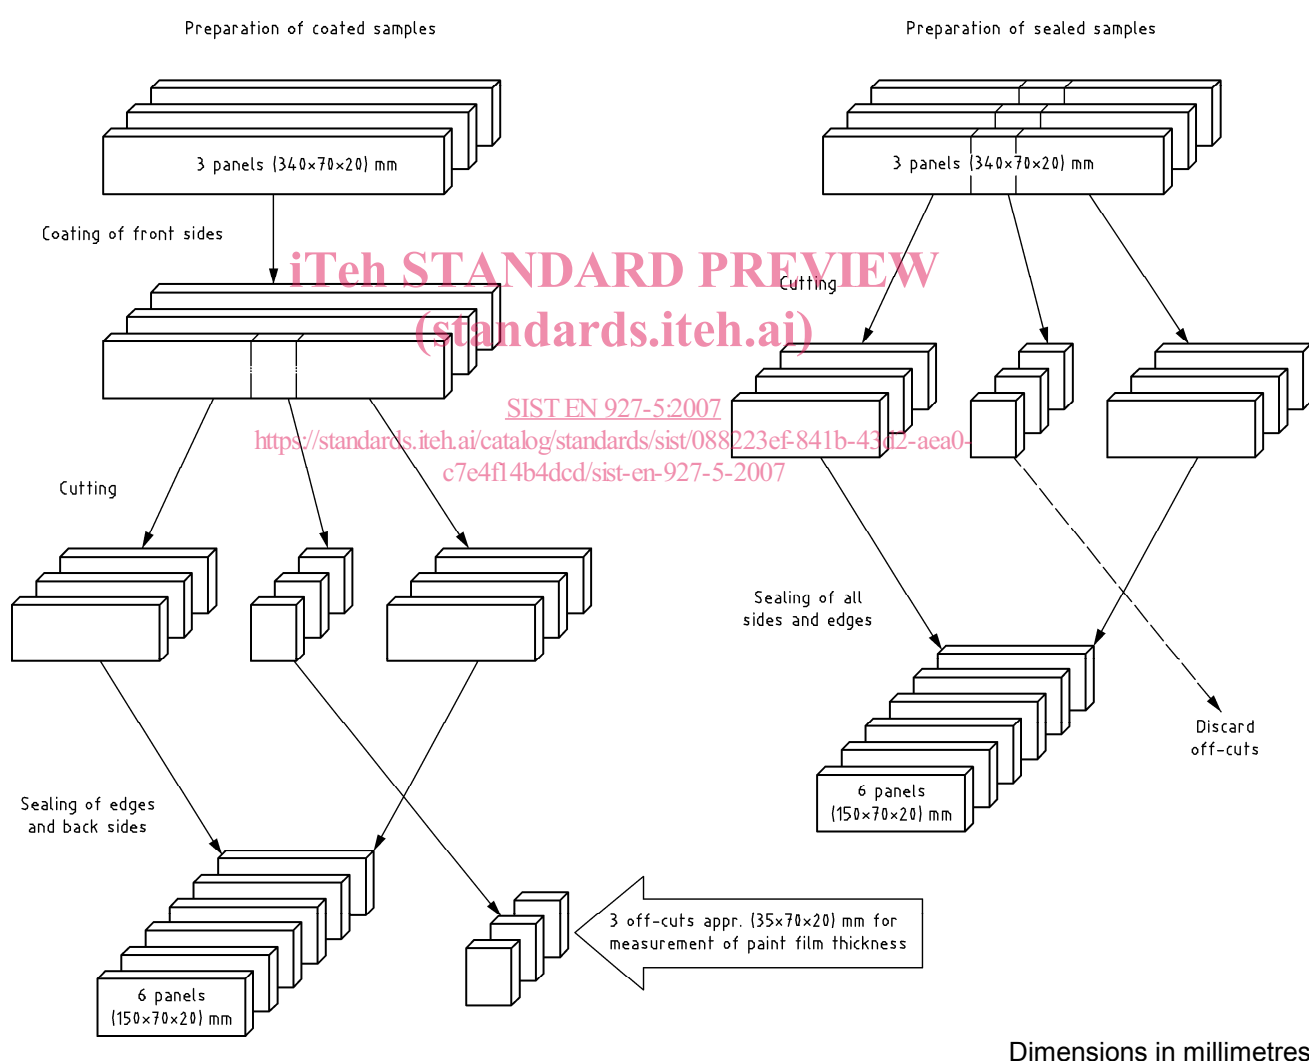 Preparation of coated samples
3 panels (340×70×20) mm
Coating of front sides
Cutting
Sealing of edges
and back sides
6 panels
(150×70×20) mm
3 off-cuts appr. (35×70×20) mm for
measurement of paint film thickness
Preparation of sealed samples
3 panels (340×70×20) mm
Cutting
Sealing of all
sides and edges
6 panels
(150×70×20) mm
Discard
off-cuts
iTeh STANDARD PREVIEW
(standards.iteh.ai)
SIST EN 927-5:2007
https://standards.iteh.ai/catalog/standards/sist/088223ef-841b-43d2-aea0-
c7e4f14b4dcd/sist-en-927-5-2007
Dimensions in millimetres